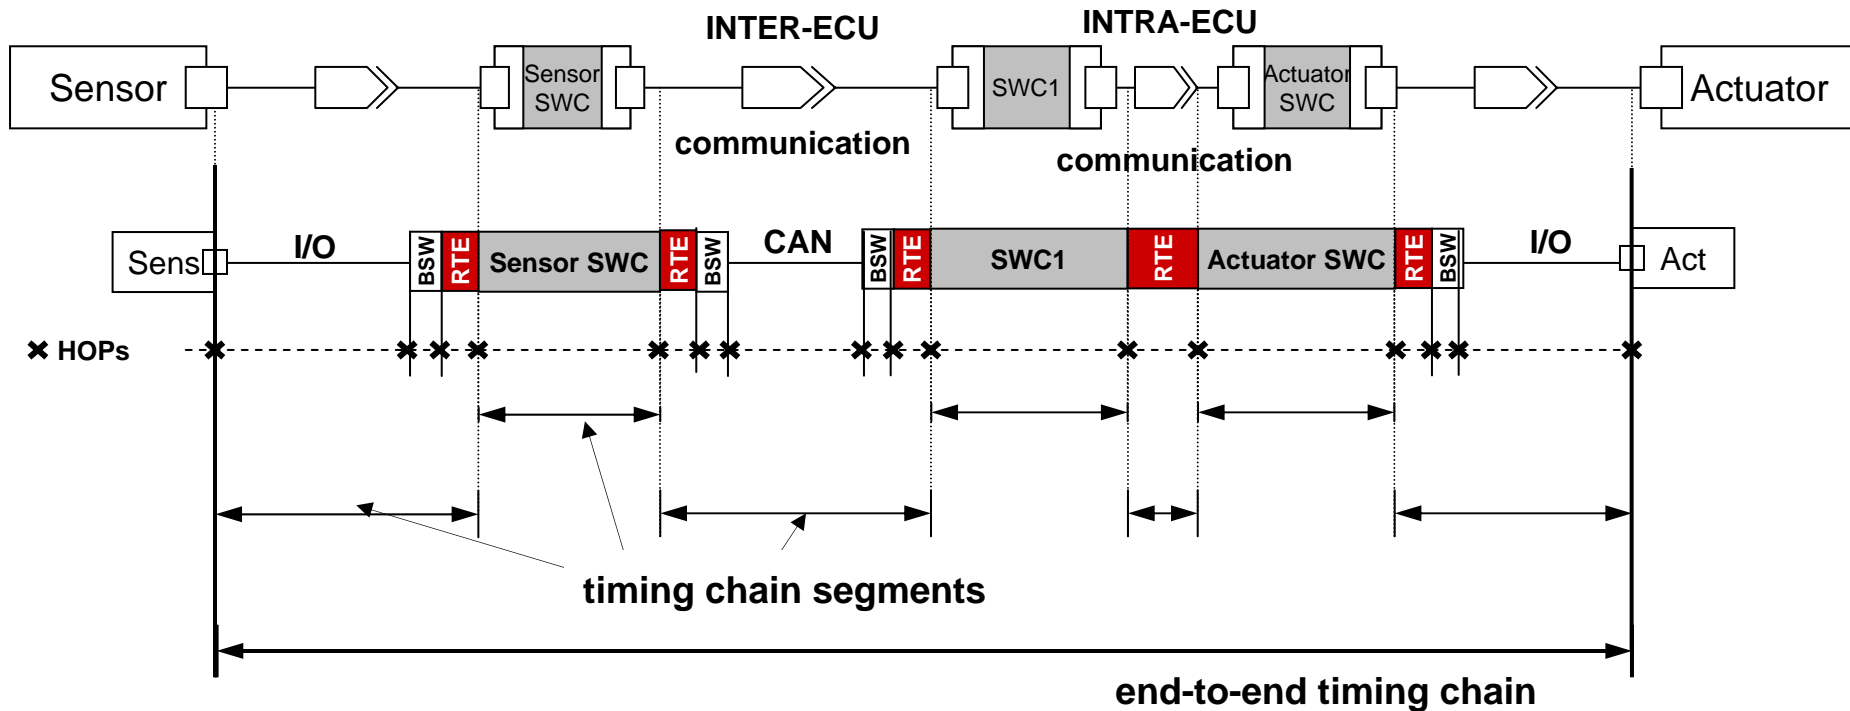 INTER-ECU
INTRA-ECU
Sensor
Sensor
SWC
SWC1
Actuator
SWC
Actuator
communication
communication
Sens
I/O
BSW
RTE
Sensor SWC
RTE
BSW
CAN
BSW
RTE
SWC1
RTE
Actuator SWC
RTE
BSW
I/O
Act
HOPs
timing chain segments
end-to-end timing chain